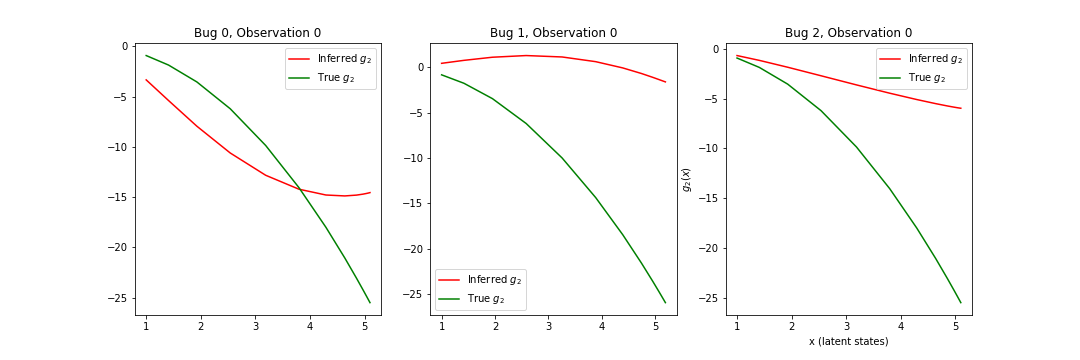 Bug 0, Observation 0
Inferred g₂
True g₂
0
−5
−10
−15
−20
−25
1 2 3 4 5
Bug 1, Observation 0
0
−5
−10
−15
−20
−25
Inferred g₂
True g₂
1 2 3 4 5
Bug 2, Observation 0
Inferred g₂
True g₂
g₂(x)
0
−5
−10
−15
−20
−25
1 2 3 4 5
x (latent states)